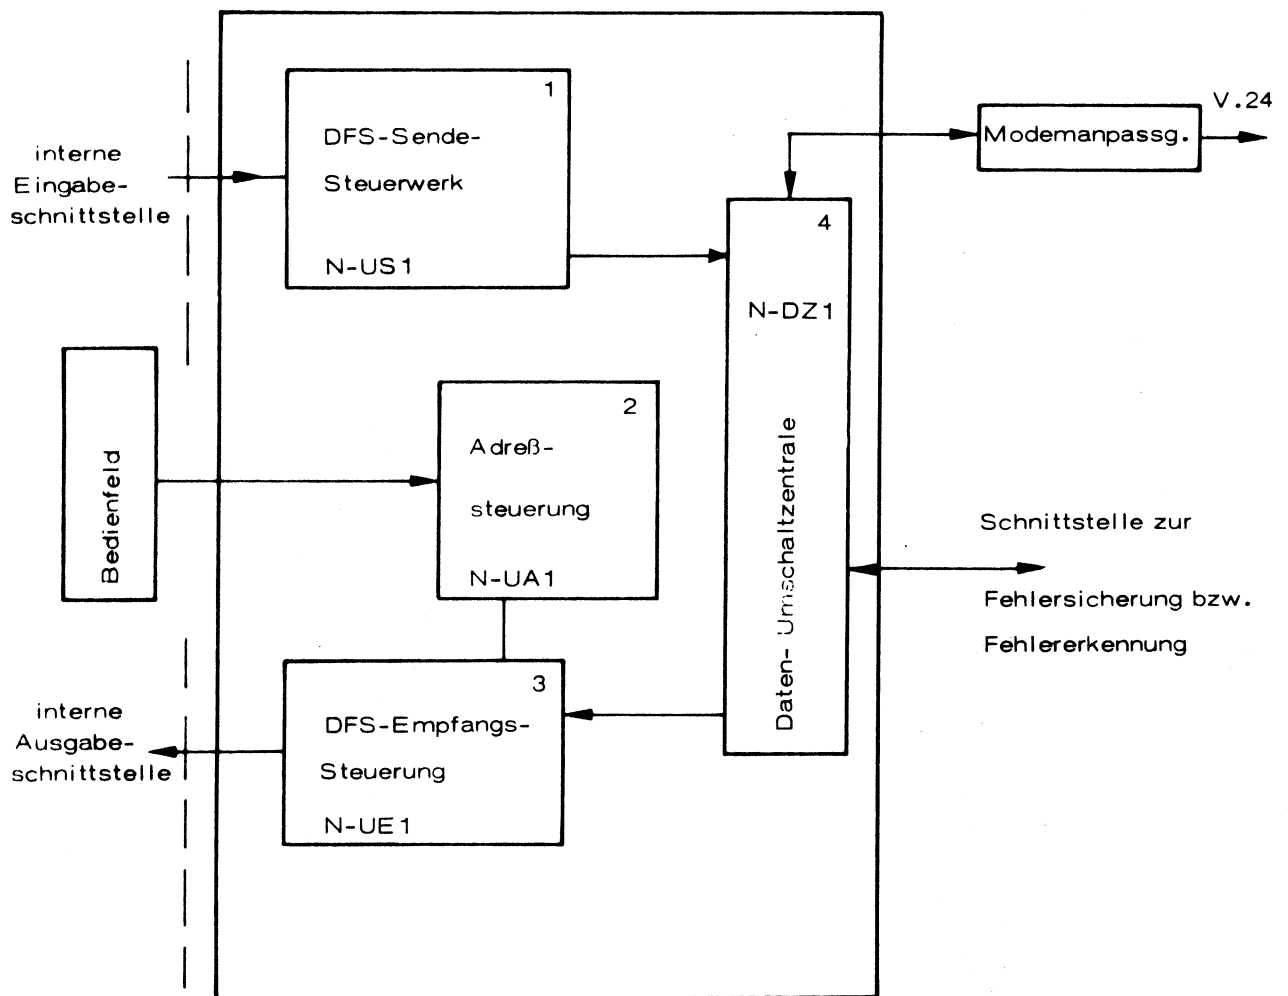 interne
Eingabe-
schnittstelle
1
DFS-Sende-
Steuerwerk
N-US1
V.24
Modemanpassg.
4
N-DZ1
Daten- Umschaltzentrale
Bedienfeld
2
Adreß-
steuerung
N-UA1
Schnittstelle zur
Fehlersicherung bzw.
Fehlererkennung
interne
Ausgabe-
schnittstelle
3
DFS-Empfangs-
Steuerung
N-UE1